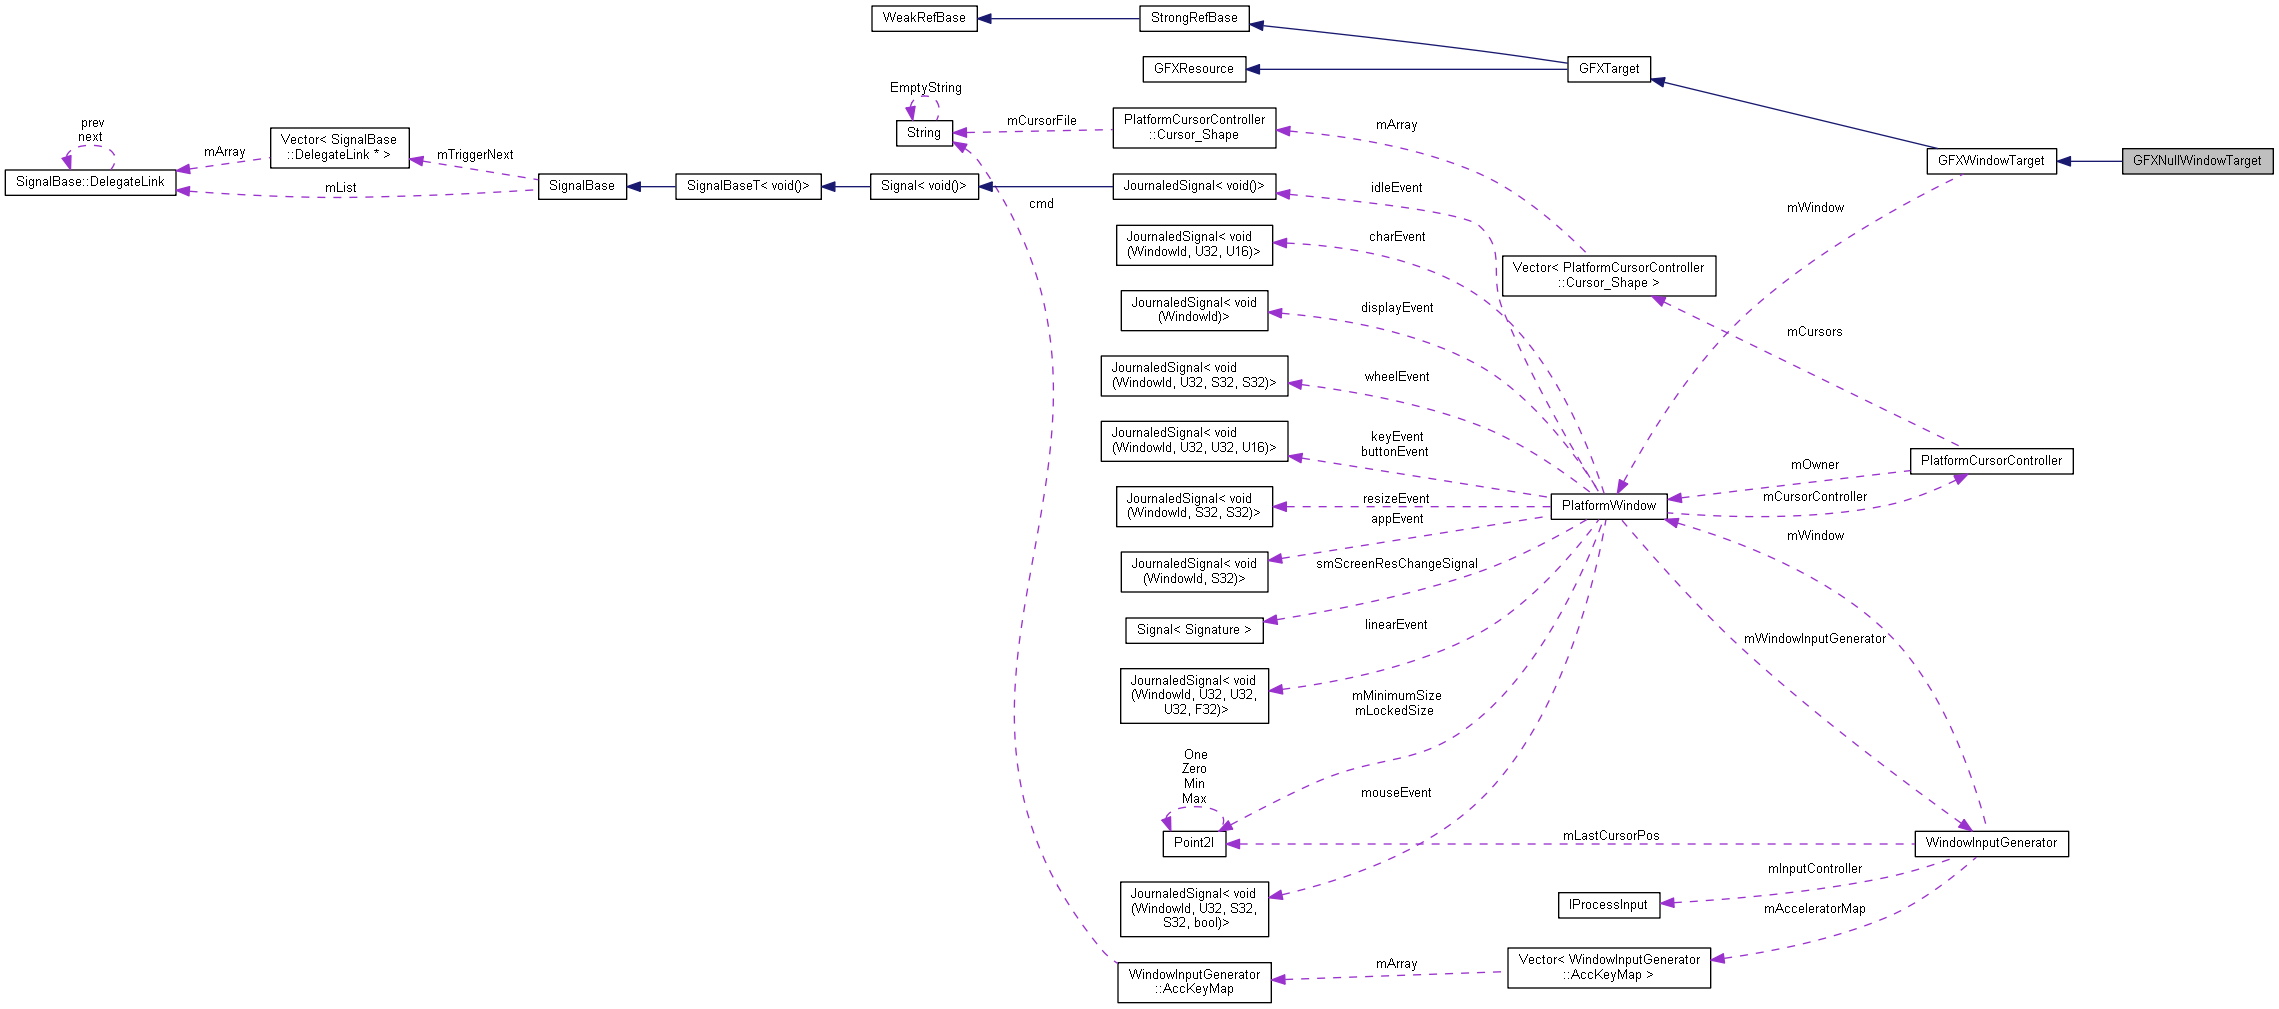 WeakRefBase
StrongRefBase
GFXResource
GFXTarget
EmptyString
String
mCursorFile
PlatformCursorController
::Cursor_Shape
mArray
GFXWindowTarget
GFXNullWindowTarget
prev
next
SignalBase::DelegateLink
mArray
Vector< SignalBase
::DelegateLink * >
mTriggerNext
mList
SignalBase
SignalBaseT< void()>
Signal< void()>
JournaledSignal< void()>
idleEvent
mWindow
cmd
JournaledSignal< void
(WindowId, U32, U16)>
charEvent
Vector< PlatformCursorController
::Cursor_Shape >
JournaledSignal< void
(WindowId)>
displayEvent
mCursors
JournaledSignal< void
(WindowId, U32, S32, S32)>
wheelEvent
JournaledSignal< void
(WindowId, U32, U32, U16)>
keyEvent
buttonEvent
PlatformCursorController
mOwner
mCursorController
JournaledSignal< void
(WindowId, S32, S32)>
resizeEvent
appEvent
PlatformWindow
mWindow
JournaledSignal< void
(WindowId, S32)>
smScreenResChangeSignal
Signal< Signature >
linearEvent
mWindowInputGenerator
JournaledSignal< void
(WindowId, U32, U32,
U32, F32)>
mMinimumSize
mLockedSize
One
Zero
Min
Max
Point2I
mouseEvent
mLastCursorPos
WindowInputGenerator
mInputController
JournaledSignal< void
(WindowId, U32, S32,
S32, bool)>
IProcessInput
mAcceleratorMap
WindowInputGenerator
::AccKeyMap
mArray
Vector< WindowInputGenerator
::AccKeyMap >